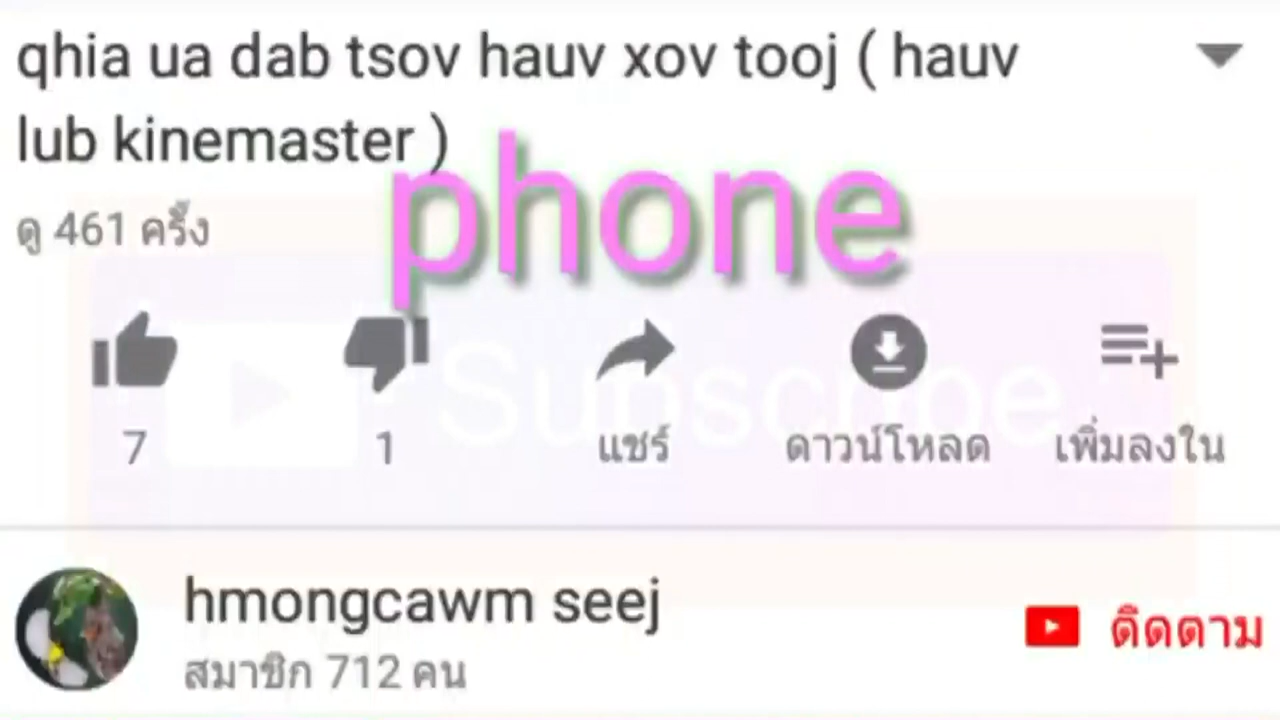 qhia ua dab tsov hauv xov tooj ( hauv
lub kinemaster )
phone
ดู 461 ครั้ง
Subscribe
7
1
แชร์
ดาวน์โหลด
เพิ่มลงใน
hmongcawm seej
ติดตาม
สมาชิก 712 คน